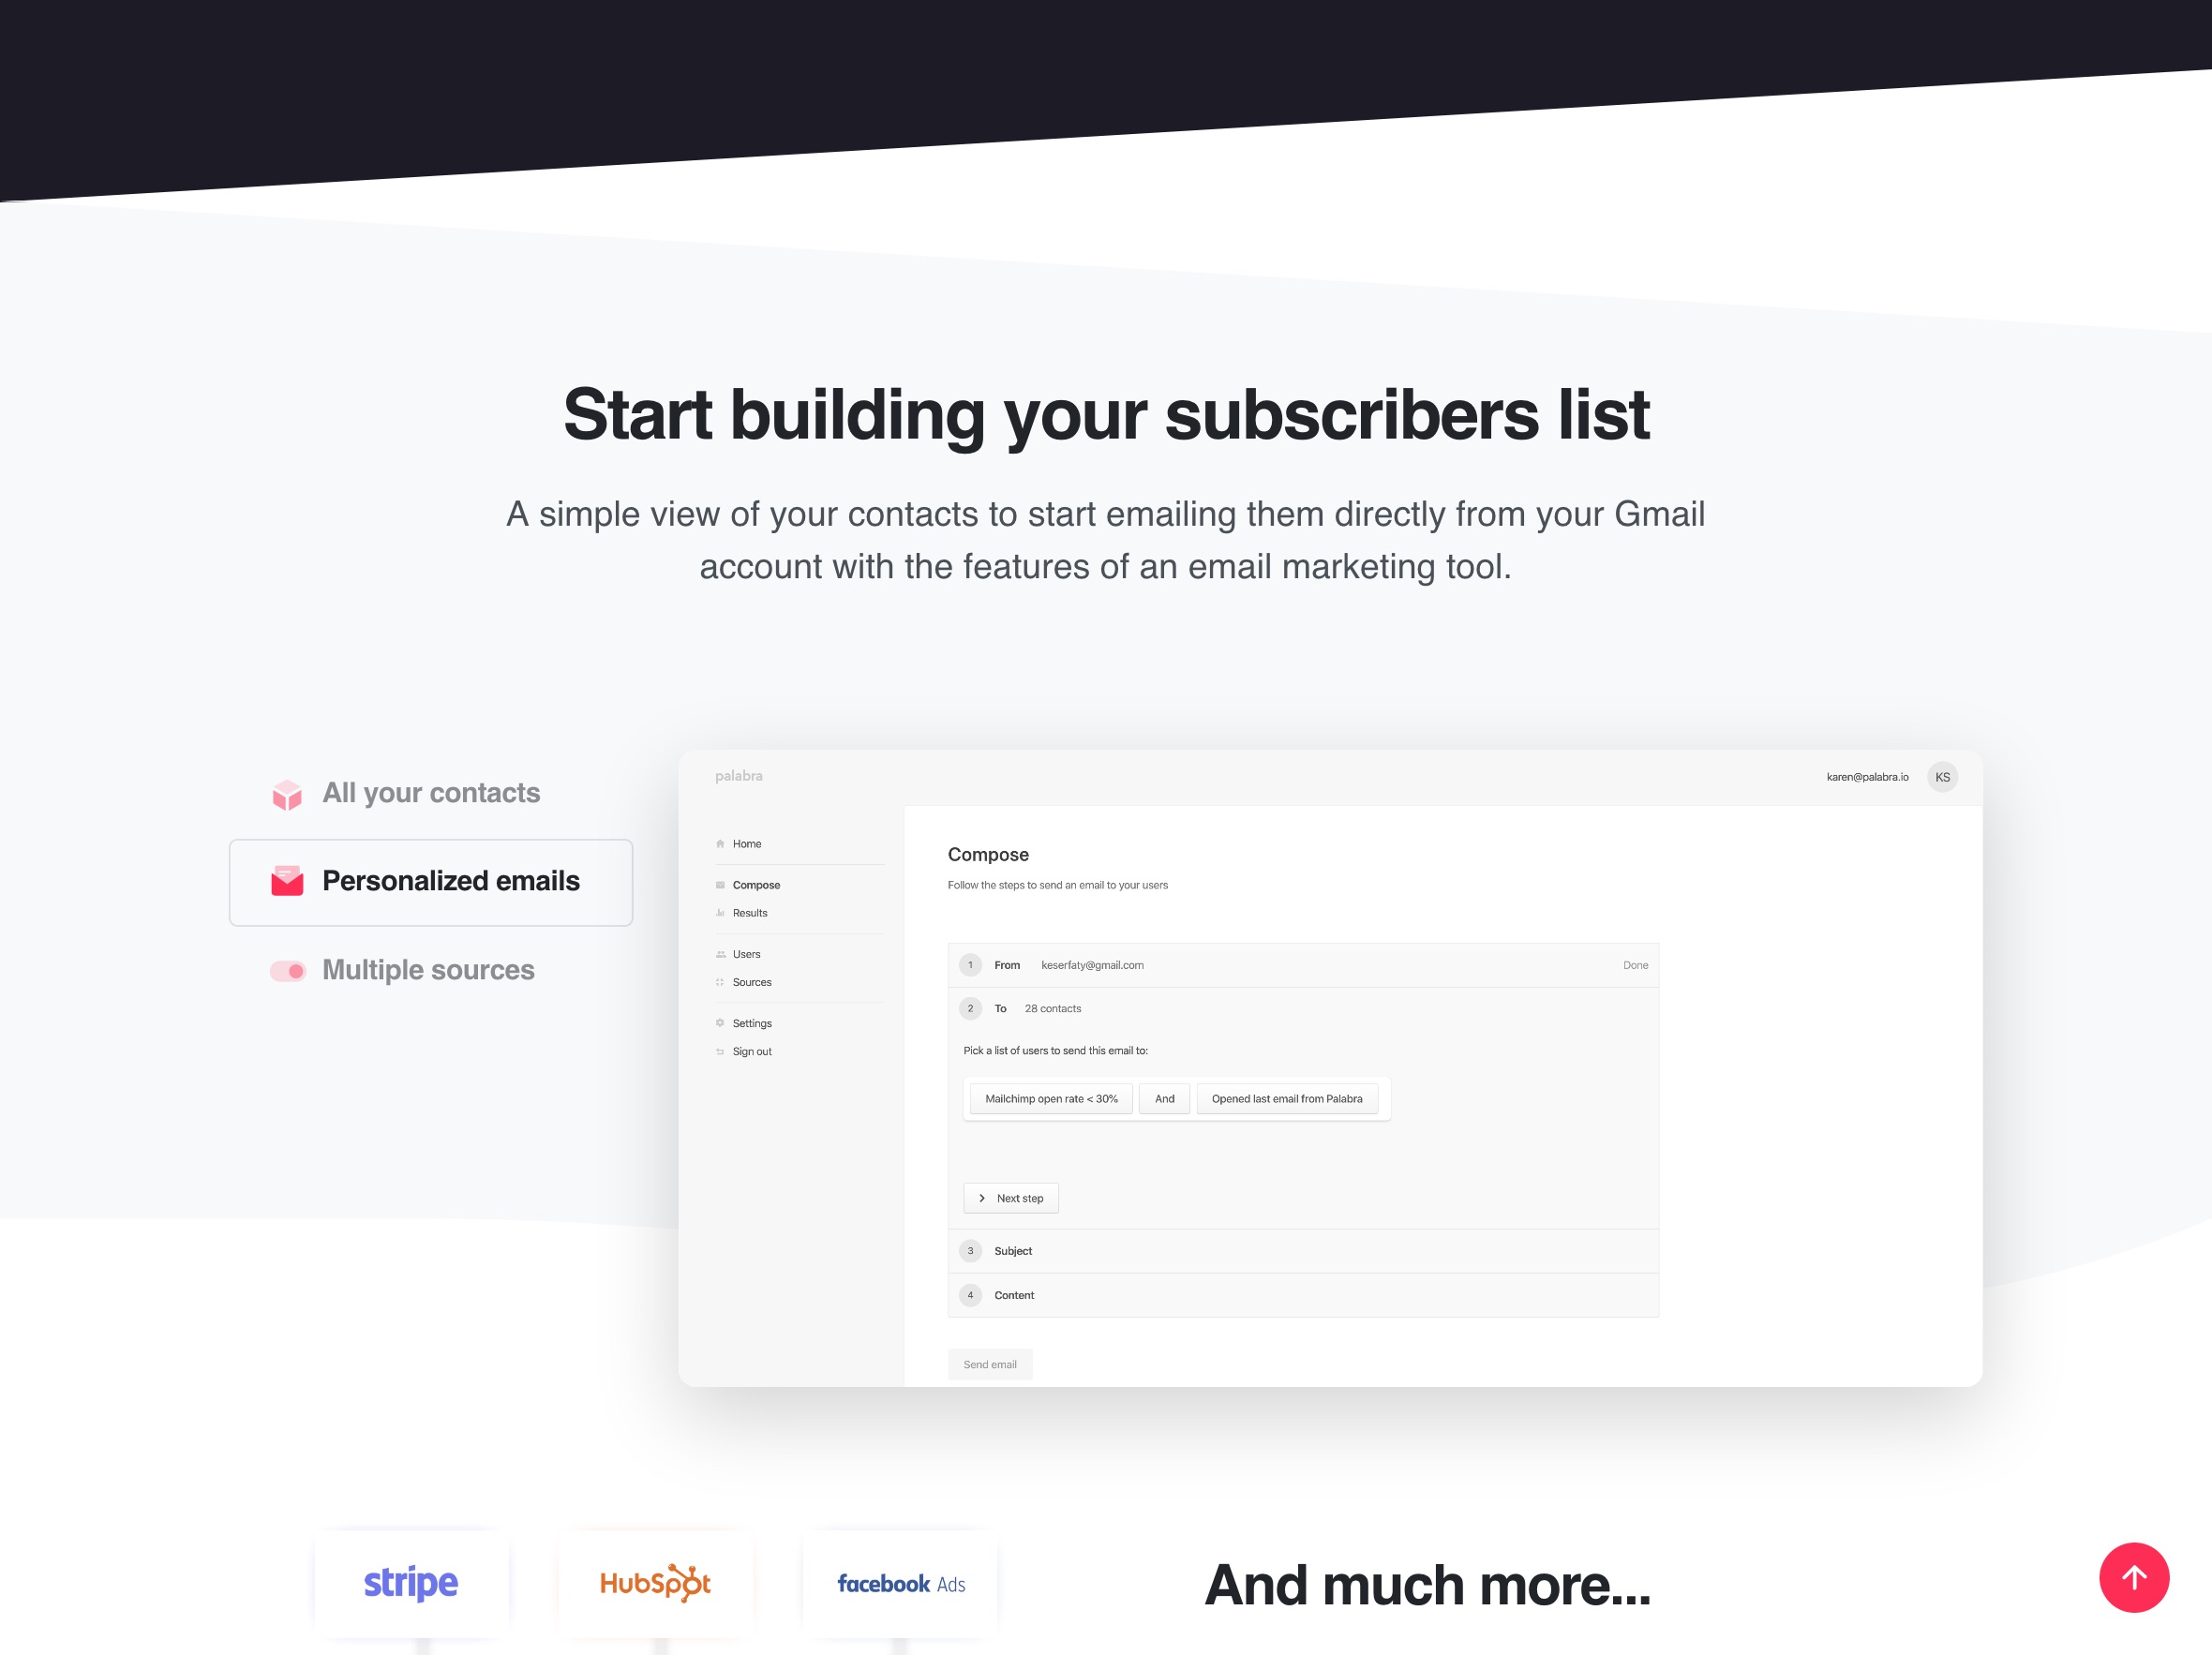 Start building your subscribers list
A simple view of your contacts to start emailing them directly from your Gmail
account with the features of an email marketing tool.
All your contacts
Personalized emails
Multiple sources
palabra
karen@palabra.io
KS
Home
Compose
Results
Users
Sources
Settings
Sign out
Compose
Follow the steps to send an email to your users
1 From keserfaty@gmail.com Done
2 To 28 contacts
Pick a list of users to send this email to:
Mailchimp open rate < 30% And Opened last email from Palabra
Next step
3 Subject
4 Content
Send email
stripe
HubSpot
facebook Ads
And much more...